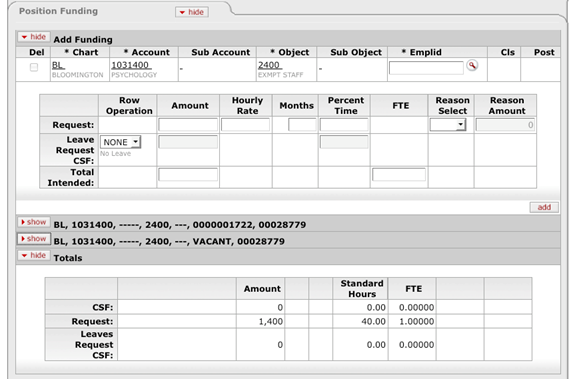 Position Funding hide
hide Add Funding
Del * Chart * Account Sub Account * Object Sub Object * Emplid Cls Post
BL 1031400 - 2400 -
BLOOMINGTON PSYCHOLOGY EXMPT STAFF
Row Operation Amount Hourly Rate Months Percent Time FTE Reason Select Reason Amount
Request: 0
Leave Request CSF: NONE
No Leave
Total Intended:
add
show BL, 1031400, -----, 2400, ---, 0000001722, 00028779
show BL, 1031400, -----, 2400, ---, VACANT, 00028779
hide Totals
Amount Standard Hours FTE
CSF: 0 0.00 0.00000
Request: 1,400 40.00 1.00000
Leaves Request CSF: 0 0.00 0.00000